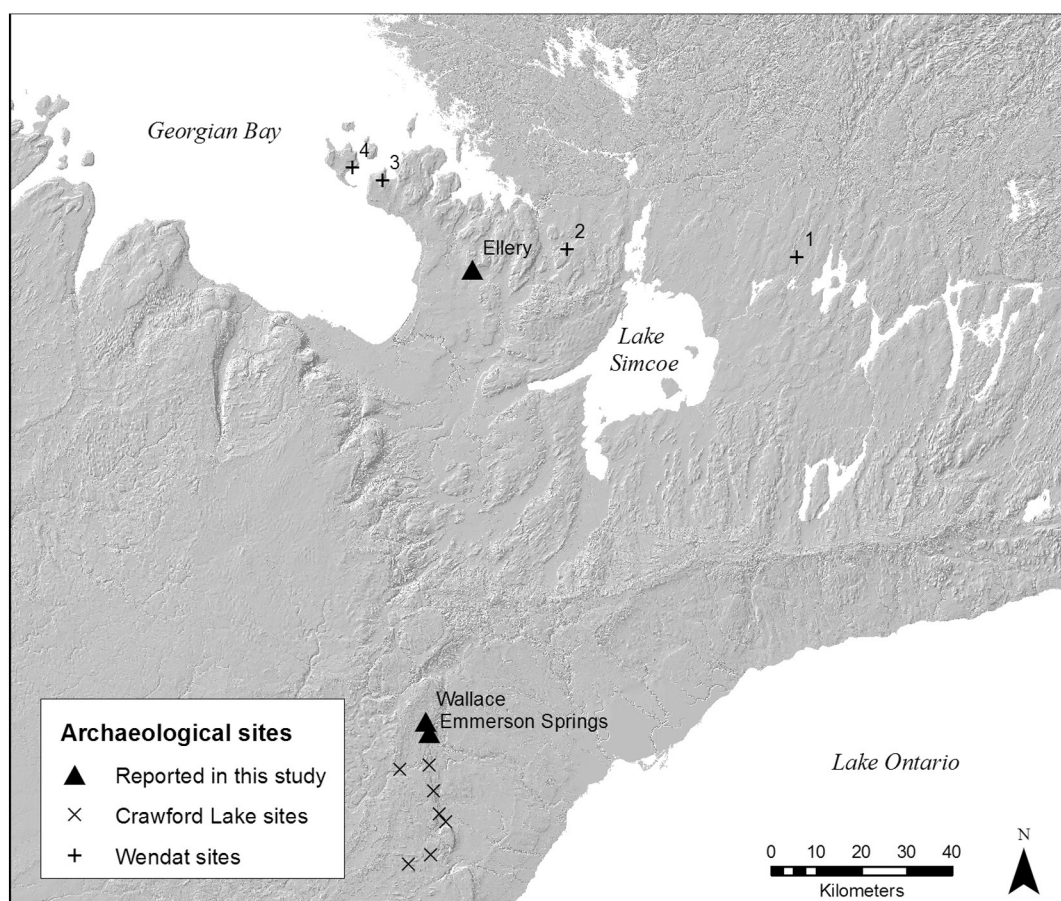 Georgian Bay
4
3
2
1
Ellery
Lake
Simcoe
Wallace
Emmerson Springs
Archaeological sites
Reported in this study
Crawford Lake sites
Wendat sites
Lake Ontario
N
0 10 20 30 40
Kilometers